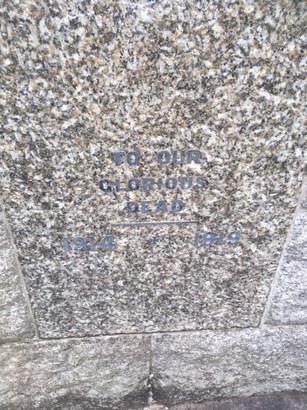 TO OUR
GLORIOUS
DEAD
1914 - 1919